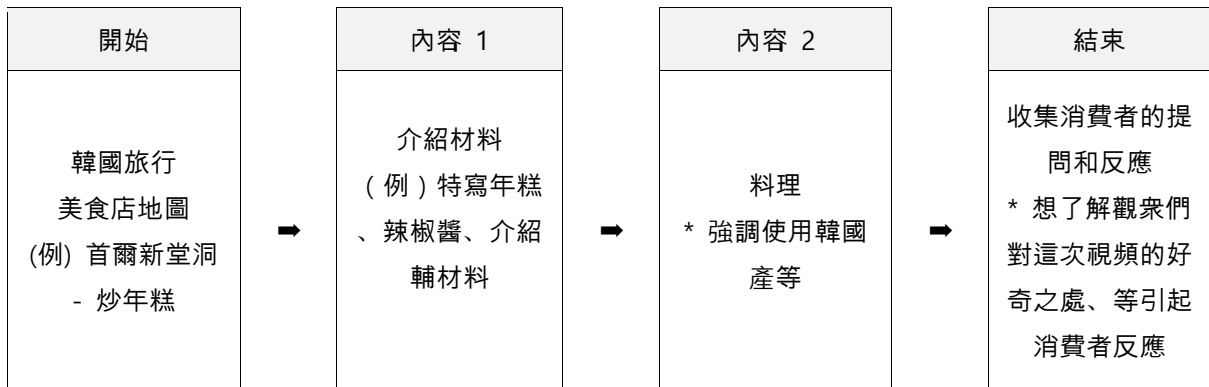 開始
韓國旅行
美食店地圖
(例) 首爾新堂洞
- 炒年糕
➡
內容 1
介紹材料
(例)特寫年糕
、辣椒醬、介紹
輔材料
➡
內容 2
料理
* 強調使用韓國
產等
➡
結束
收集消費者的提
問和反應
* 想了解觀衆們
對這次視頻的好
奇之處、等引起
消費者反應